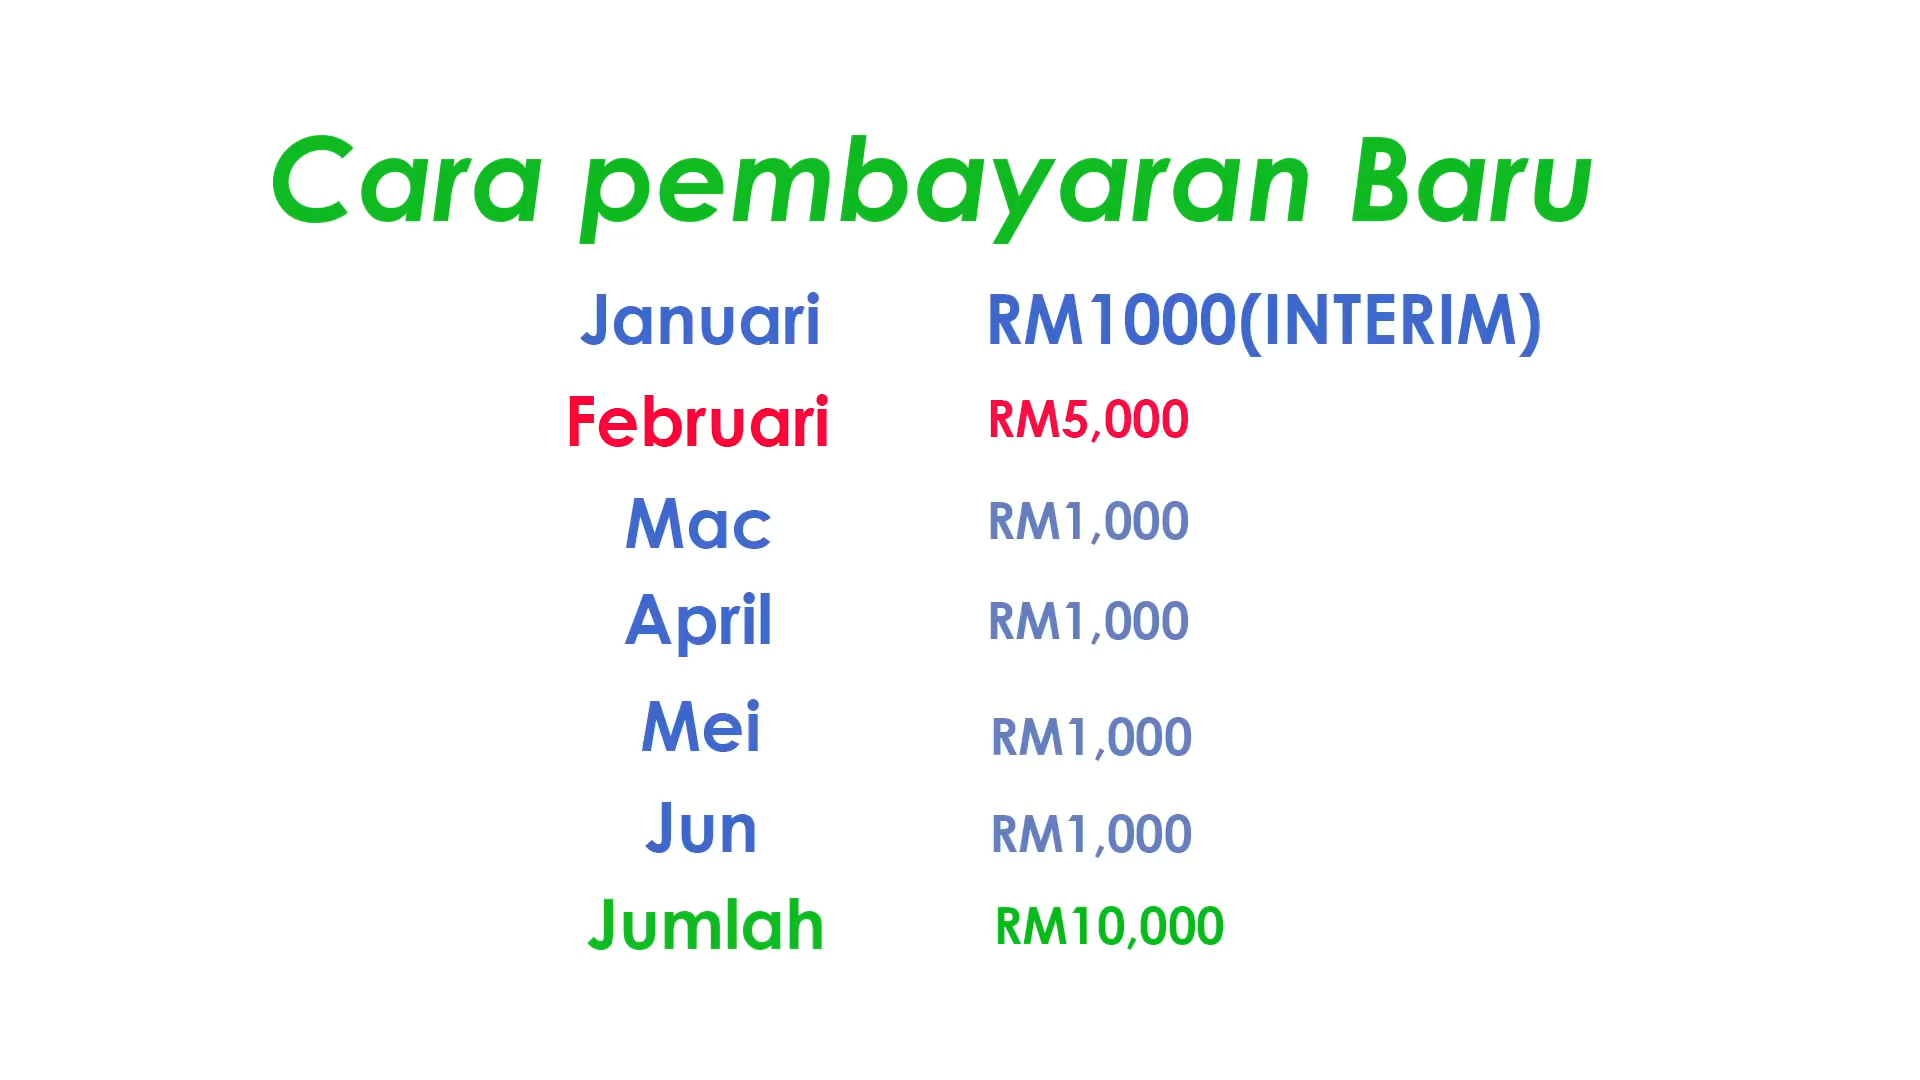 Cara pembayaran Baru
Januari RM1000(INTERIM)
Februari RM5,000
Mac RM1,000
April RM1,000
Mei RM1,000
Jun RM1,000
Jumlah RM10,000